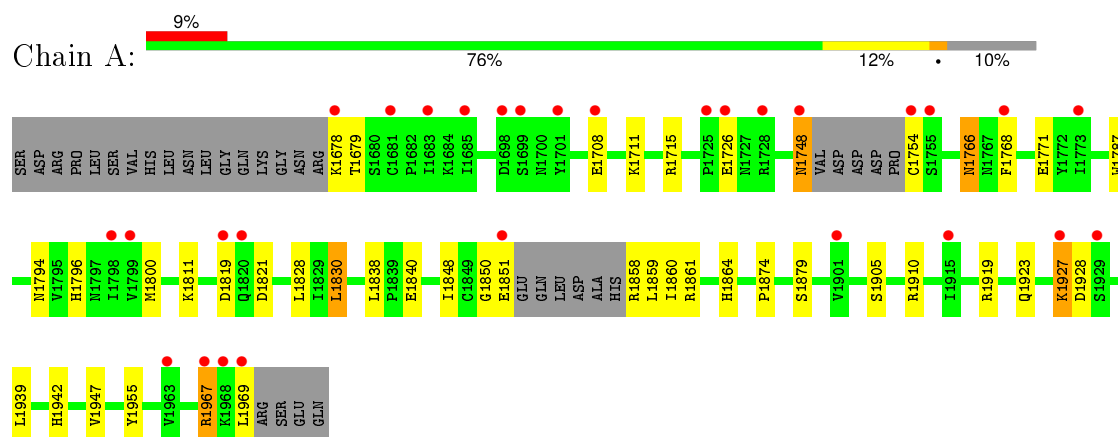 9%
Chain A:
76% 12% • 10%
SER ASP ARG PRO LEU SER VAL HIS LEU ASN LEU GLY GLN LYS GLY ASN ARG K1678 T1679 S1680 C1681 P1682 I1683 K1684 I1685 D1698 S1699 N1700 Y1701 E1708 K1711 R1715 P1725 E1726 N1727 R1728 N1748 VAL ASP ASP ASP PRO C1754 S1755 N1766 N1767 F1768 E1771 Y1772 I1773 W1787
N1794 V1795 H1796 N1797 I1798 V1799 M1800 K1811 D1819 Q1820 D1821 L1828 I1829 L1830 L1838 P1839 E1840 I1848 C1849 G1850 E1851 GLU GLN LEU ASP ALA HIS R1858 L1859 I1860 R1861 H1864 P1874 S1879 V1901 S1905 R1910 I1915 R1919 Q1923 K1927 D1928 S1929
L1939 H1942 V1947 Y1955 V1963 R1967 K1968 L1969 ARG SER GLU GLN